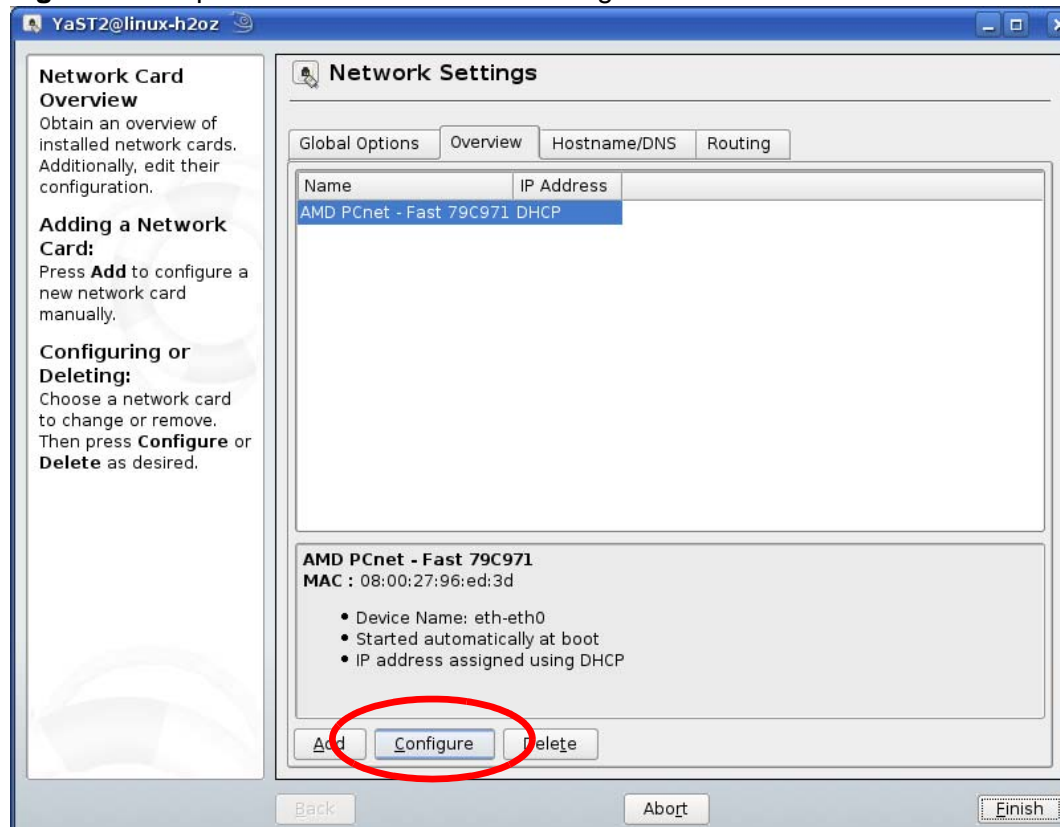 YaST2@linux-h2oz
Network Card
Overview
Obtain an overview of
installed network cards.
Additionally, edit their
configuration.
Adding a Network
Card:
Press Add to configure a
new network card
manually.
Configuring or
Deleting:
Choose a network card
to change or remove.
Then press Configure or
Delete as desired.
Network Settings
Global Options Overview Hostname/DNS Routing
Name IP Address
AMD PCnet - Fast 79C971 DHCP
AMD PCnet - Fast 79C971
MAC : 08:00:27:96:ed:3d
• Device Name: eth-eth0
• Started automatically at boot
• IP address assigned using DHCP
Add Configure Delete
Back Abort Finish